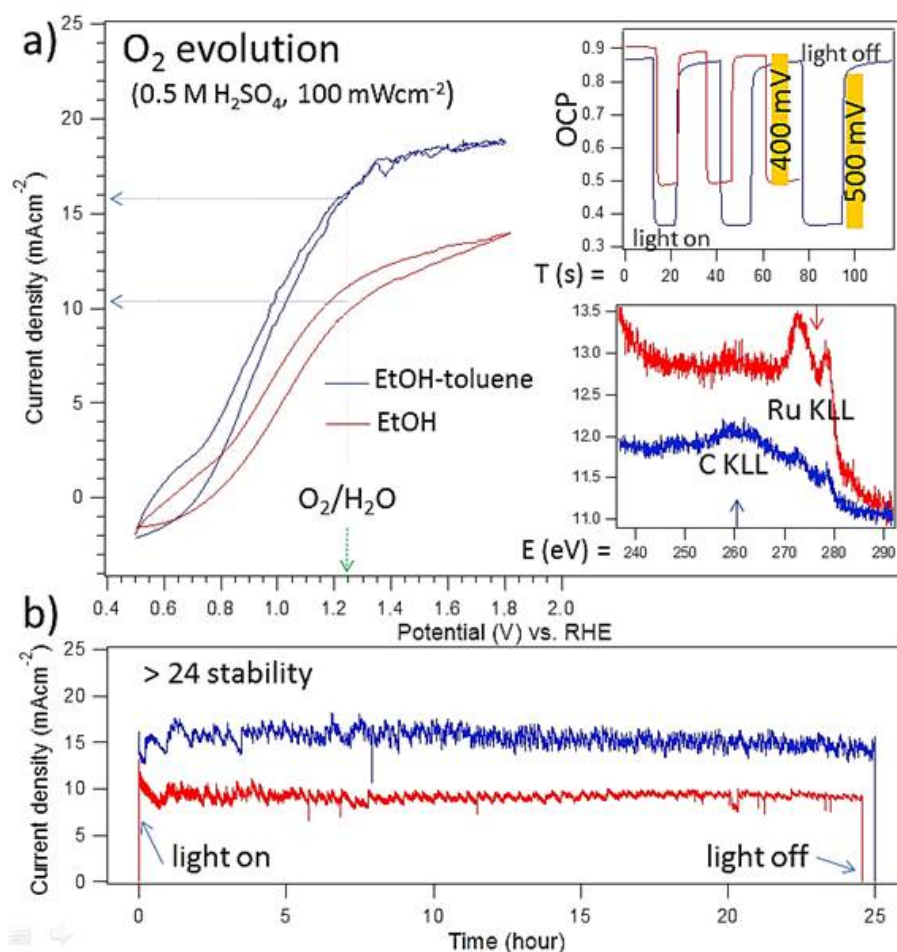 a)
O₂ evolution
(0.5 M H₂SO₄, 100 mWcm⁻²)
Current density (mAcm⁻²)
25
20
15
10
5
0
EtOH-toluene
EtOH
O₂/H₂O
0.4 0.6 0.8 1.0 1.2 1.4 1.6 1.8 2.0
Potential (V) vs. RHE
OCP
0.9
0.8
0.7
0.6
0.5
0.4
0.3
light off
400 mV
500 mV
light on
T (s) = 0 20 40 60 80 100
13.5
13.0
12.5
12.0
11.5
11.0
Ru KLL
C KLL
E (eV) = 240 250 260 270 280 290
b)
> 24 stability
Current density (mAcm⁻²)
25
20
15
10
5
0
light on
light off
0 5 10 15 20 25
Time (hour)